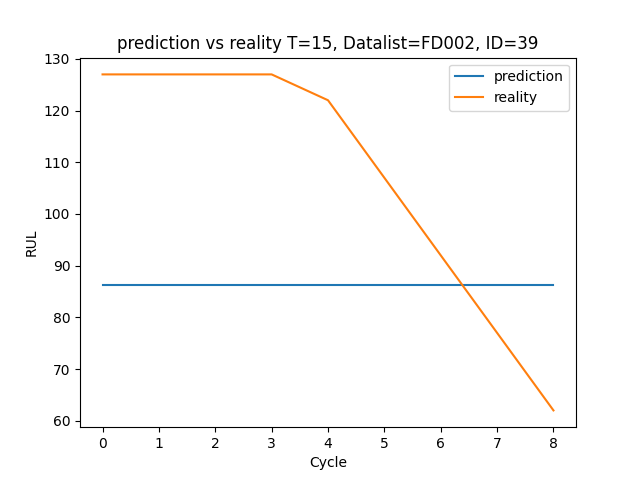 prediction vs reality T=15, Datalist=FD002, ID=39
prediction
reality
RUL
130
120
110
100
90
80
70
60
0 1 2 3 4 5 6 7 8
Cycle